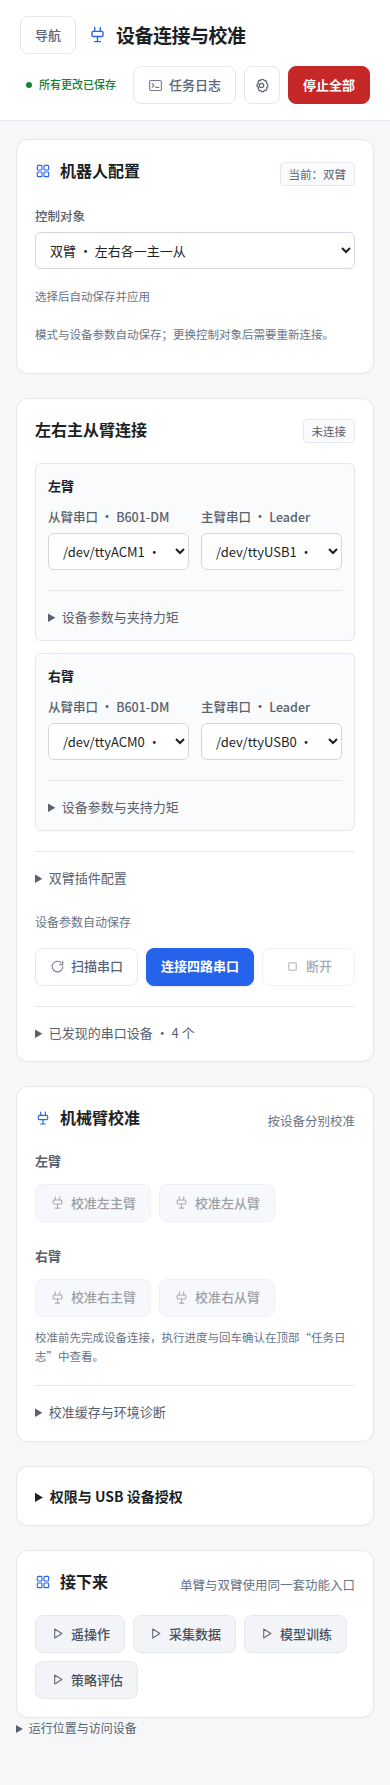 导航
设备连接与校准
所有更改已保存
任务日志
停止全部
机器人配置
当前：双臂
控制对象
双臂 · 左右各一主一从
选择后自动保存并应用
模式与设备参数自动保存；更换控制对象后需要重新连接。
左右主从臂连接
未连接
左臂
从臂串口 · B601-DM
主臂串口 · Leader
/dev/ttyACM1 ·
/dev/ttyUSB1 ·
设备参数与夹持力矩
右臂
从臂串口 · B601-DM
主臂串口 · Leader
/dev/ttyACM0 ·
/dev/ttyUSB0 ·
设备参数与夹持力矩
双臂插件配置
设备参数自动保存
扫描串口
连接四路串口
断开
已发现的串口设备 · 4 个
机械臂校准
按设备分别校准
左臂
校准左主臂
校准左从臂
右臂
校准右主臂
校准右从臂
校准前先完成设备连接，执行进度与回车确认在顶部“任务日
志”中查看。
校准缓存与环境诊断
权限与 USB 设备授权
接下来
单臂与双臂使用同一套功能入口
遥操作
采集数据
模型训练
策略评估
运行位置与访问设备